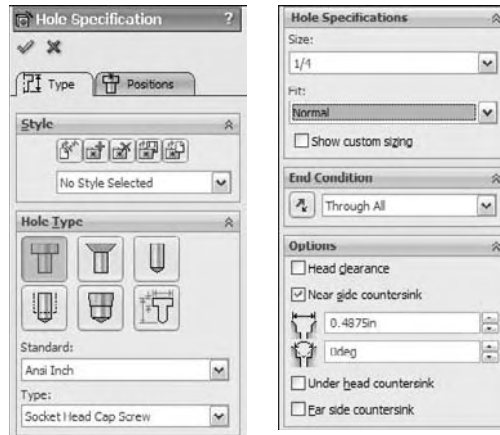 Hole Specification ?
Type
Positions
Style
No Style Selected
Hole Type
Standard:
Ansi Inch
Type:
Socket Head Cap Screw
Hole Specifications
Size:
1/4
Fit:
Normal
Show custom sizing
End Condition
Through All
Options
Head clearance
Near side countersink
0.4875in
0deg
Under head countersink
Far side countersink